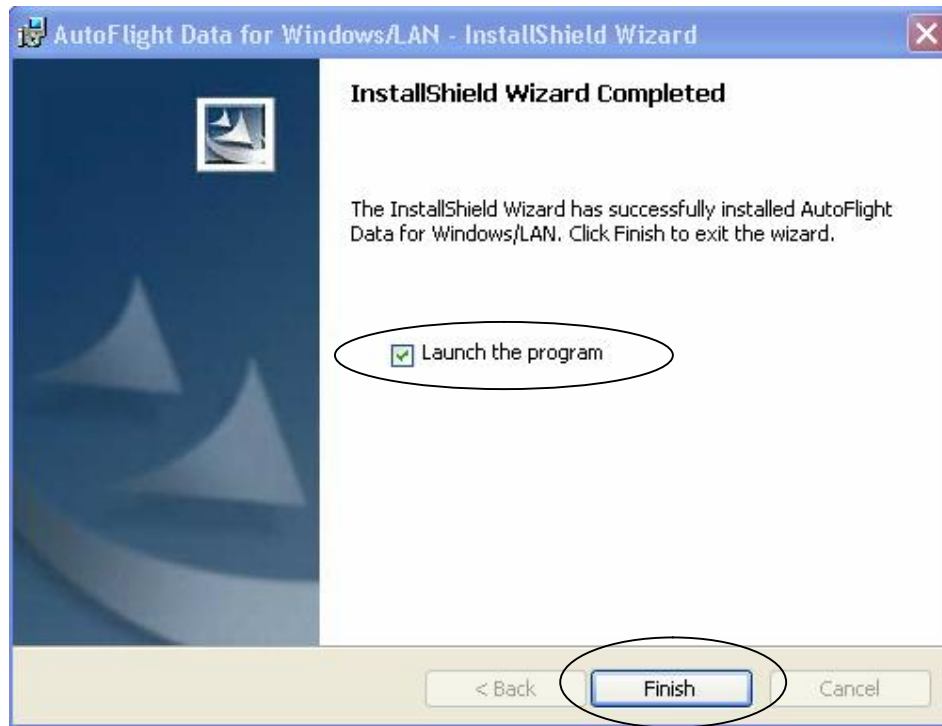 AutoFlight Data for Windows/LAN - InstallShield Wizard
InstallShield Wizard Completed
The InstallShield Wizard has successfully installed AutoFlight
Data for Windows/LAN. Click Finish to exit the wizard.
Launch the program
< Back Finish Cancel